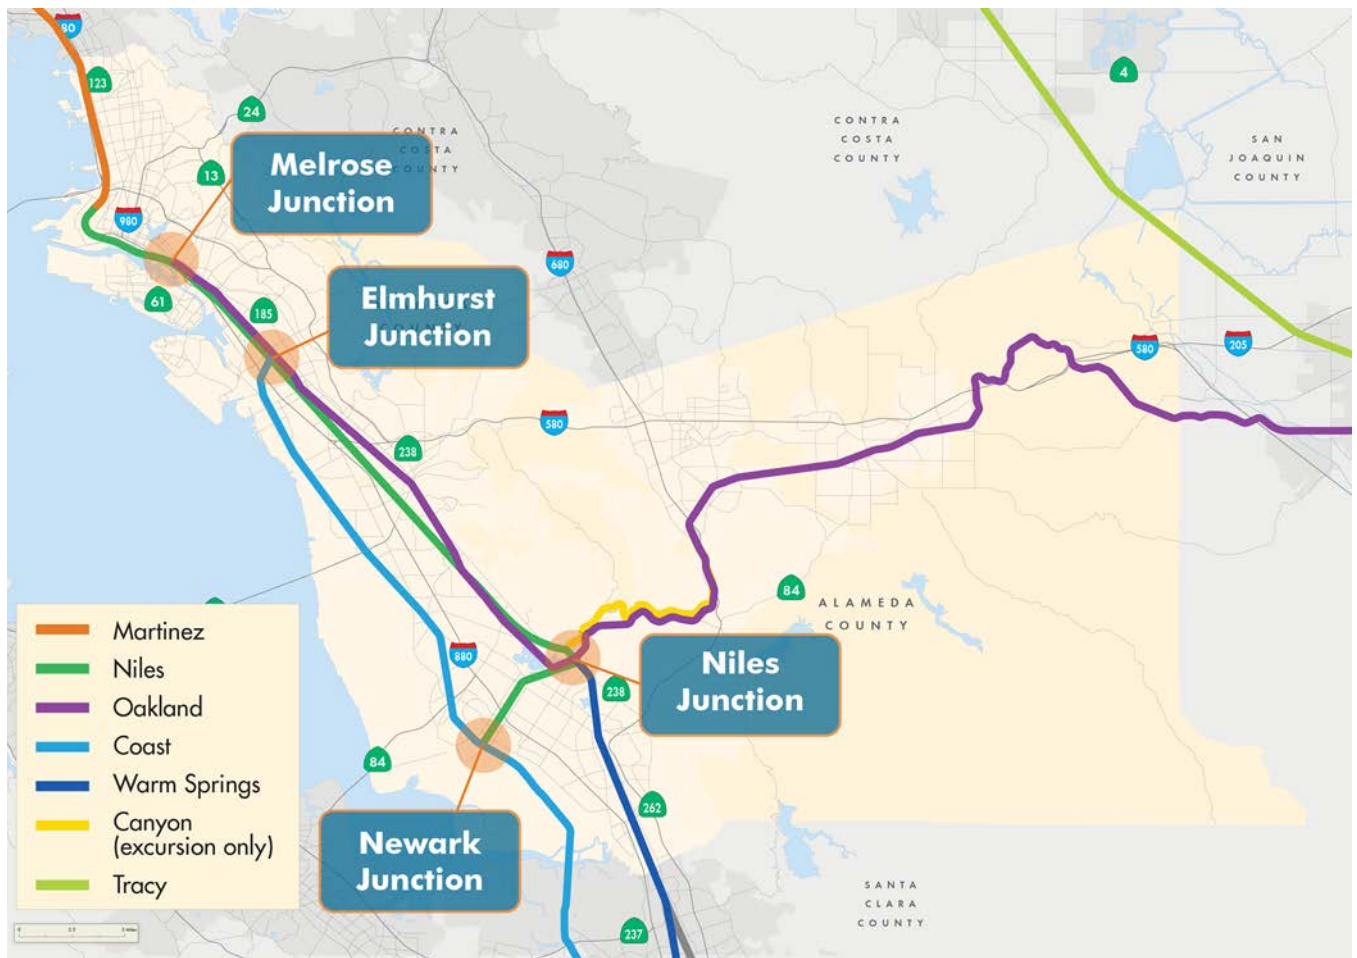 80
123
24
4
CONTRA
COSTA
COUNTY
CONTRA
COSTA
COUNTY
SAN
JOAQUIN
COUNTY
13
Melrose
Junction
980
680
61
185
Elmhurst
Junction
580
205
580
238
84
ALAMEDA
COUNTY
880
Niles
Junction
238
84
262
Newark
Junction
237
SANTA
CLARA
COUNTY
Martinez
Niles
Oakland
Coast
Warm Springs
Canyon
(excursion only)
Tracy
0